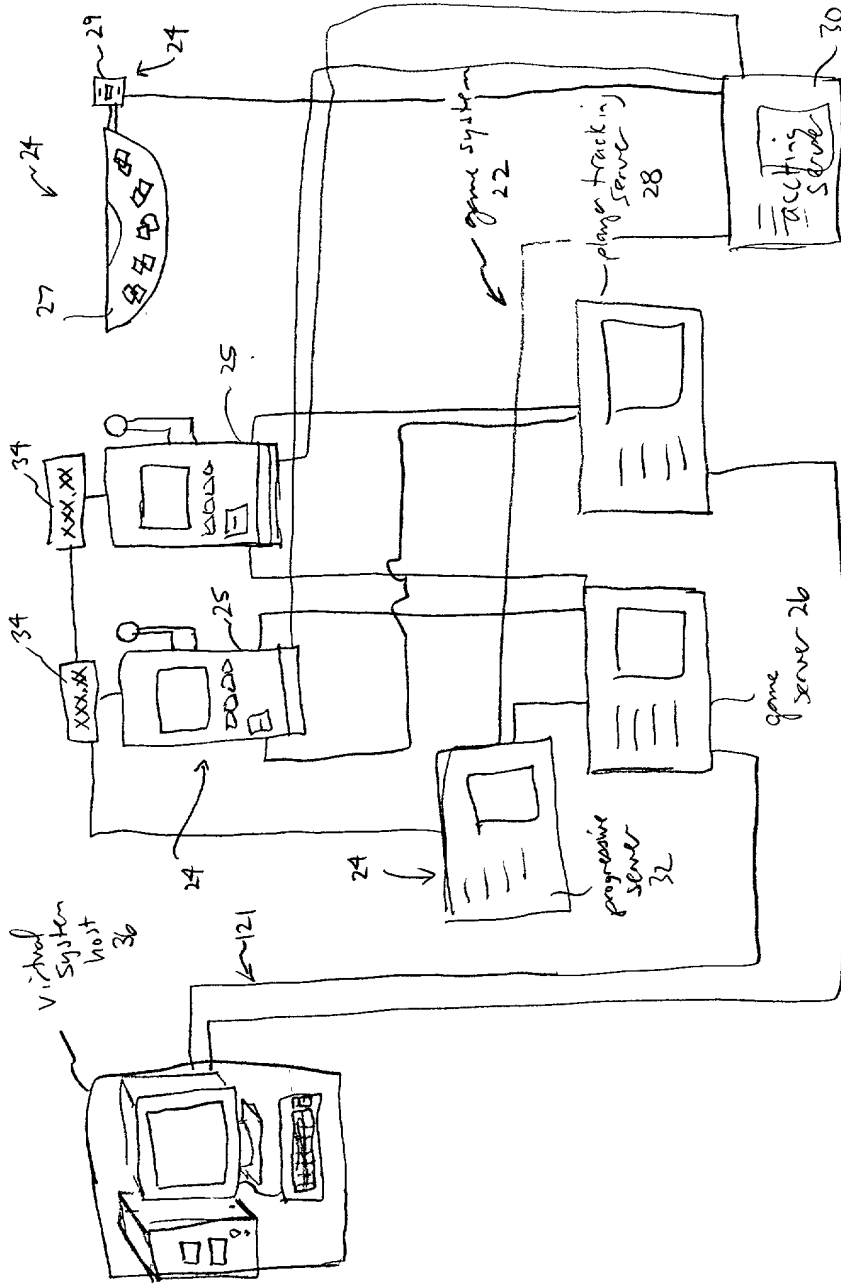 Virtual
System
host
36
121
34
XXX.XX
34
XXX.XX
25
25
24
27
24
29
24
24
progressive
server
32
game
server 26
game system
22
player tracking
server
28
accting
server
30